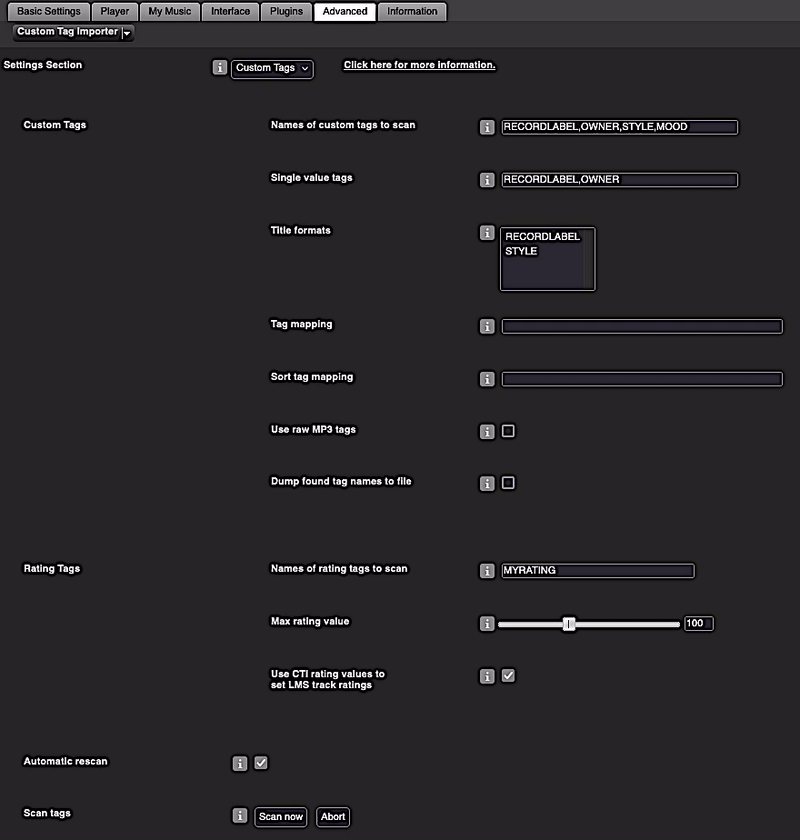 Basic Settings Player My Music Interface Plugins Advanced Information
Custom Tag Importer
Settings Section Custom Tags Click here for more information.
Custom Tags Names of custom tags to scan RECORDLABEL,OWNER,STYLE,MOOD
Single value tags RECORDLABEL,OWNER
Title formats RECORDLABEL
STYLE
Tag mapping
Sort tag mapping
Use raw MP3 tags
Dump found tag names to file
Rating Tags Names of rating tags to scan MYRATING
Max rating value 100
Use CTI rating values to
set LMS track ratings
Automatic rescan
Scan tags Scan now Abort